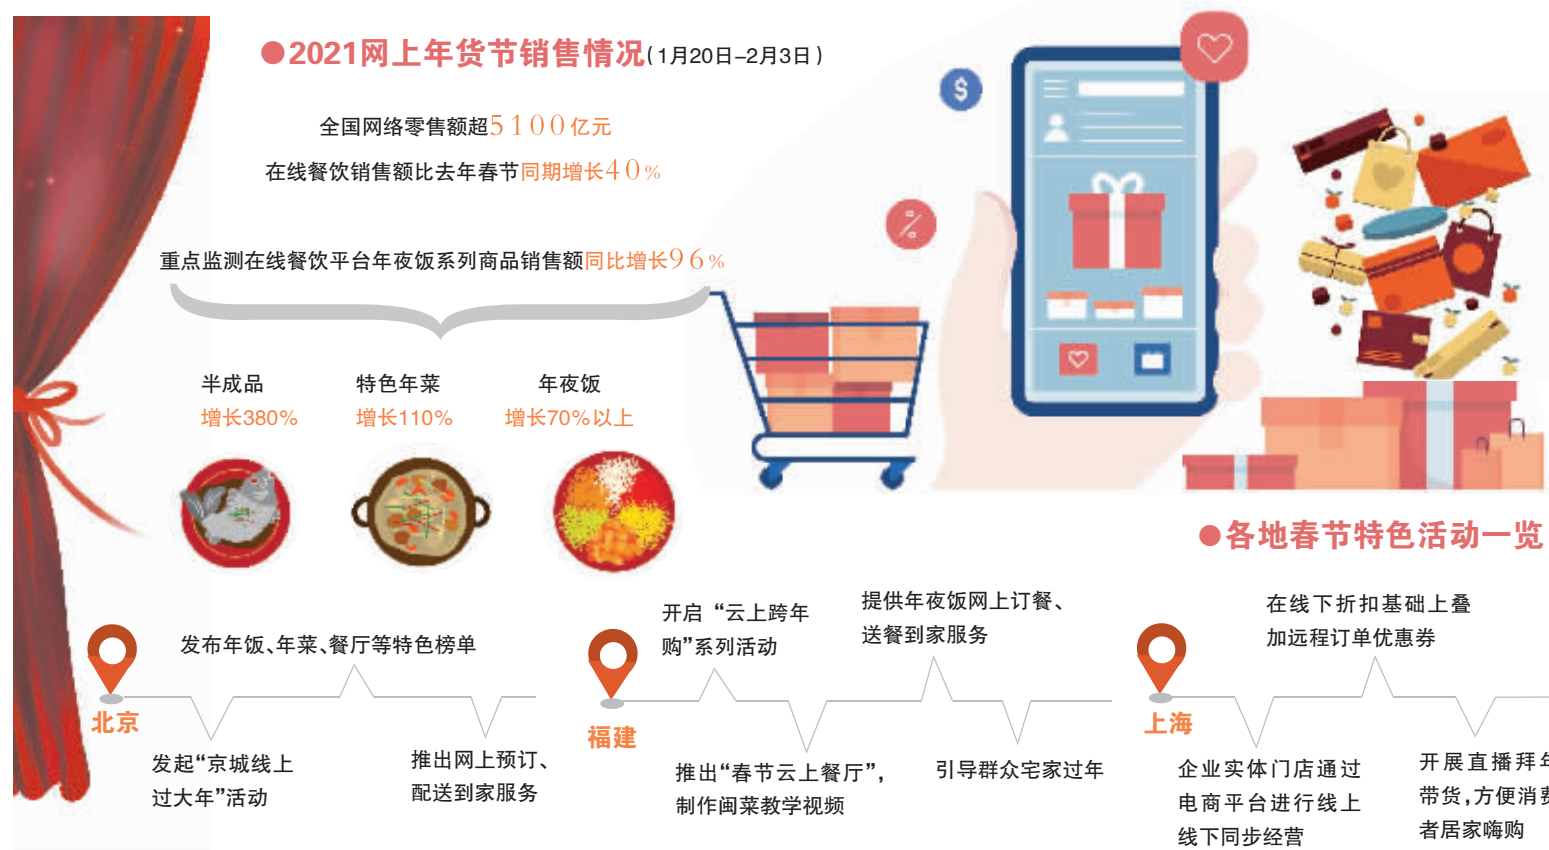 ●2021网上年货节销售情况(1月20日-2月3日)
全国网络零售额超5100亿元
在线餐饮销售额比去年春节同期增长40%
重点监测在线餐饮平台年夜饭系列商品销售额同比增长96%
半成品
增长380%
特色年菜
增长110%
年夜饭
增长70%以上
●各地春节特色活动一览
北京
发起“京城线上
过大年”活动
发布年饭、年菜、餐厅等特色榜单
推出网上预订、
配送到家服务
福建
开启“云上跨年
购”系列活动
推出“春节云上餐厅”，
制作闽菜教学视频
提供年夜饭网上订餐、
送餐到家服务
引导群众宅家过年
上海
企业实体门店通过
电商平台进行线上
线下同步经营
在线下折扣基础上叠
加远程订单优惠券
开展直播拜年
带货，方便消费
者居家嗨购